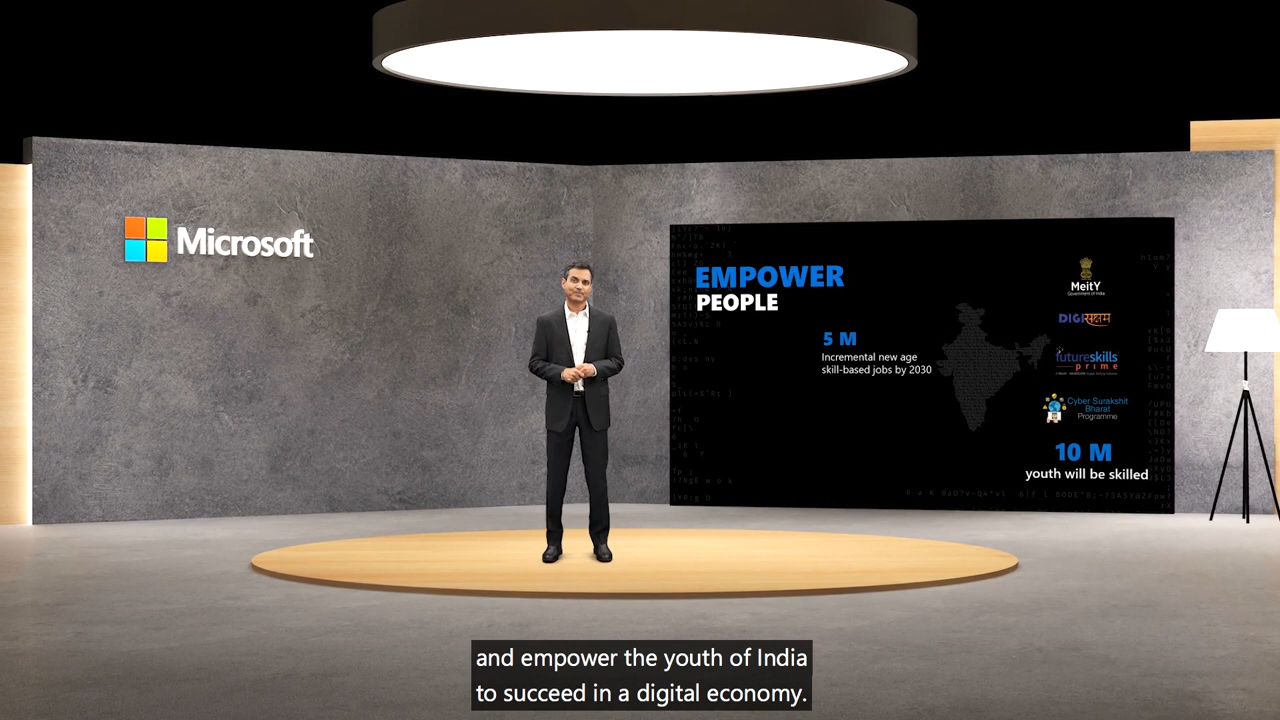 Microsoft
EMPOWER
PEOPLE
5 M
Incremental new age
skill-based jobs by 2030
MeitY
Government of India
DIGIसक्षम
futureskills
prime
Cyber Surakshit
Bharat
Programme
10 M
youth will be skilled
and empower the youth of India
to succeed in a digital economy.